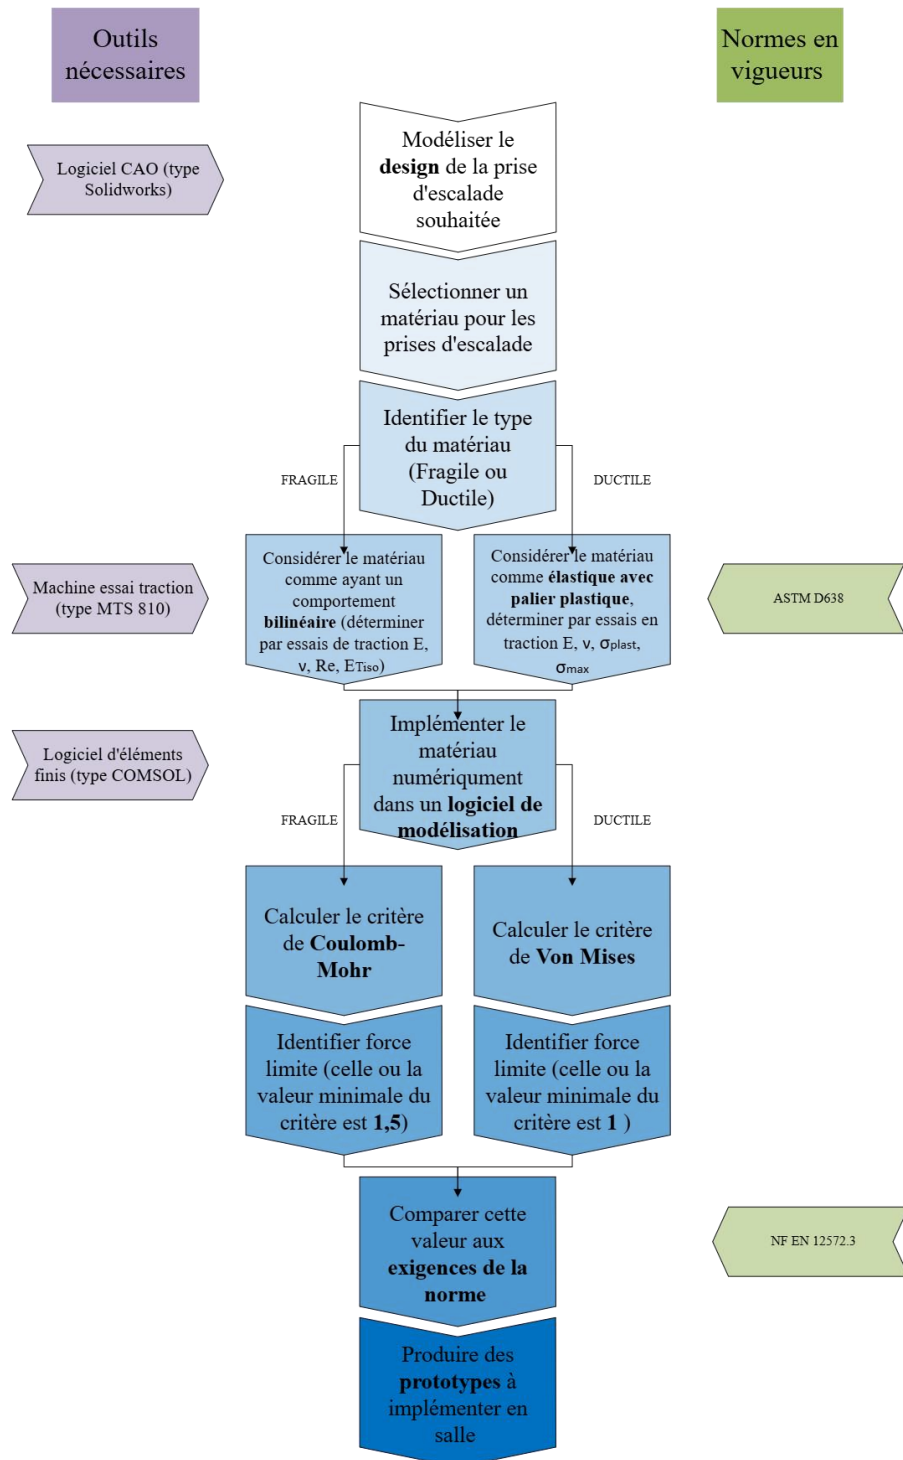 Outils
nécessaires
Normes en
vigueurs
Logiciel CAO (type
Solidworks)
Modéliser le
design de la prise
d'escalade
souhaitée
Sélectionner un
matériau pour les
prises d'escalade
Identifier le type
du matériau
(Fragile ou
Ductile)
FRAGILE
DUCTILE
Machine essai traction
(type MTS 810)
Considérer le matériau
comme ayant un
comportement
bilinéaire (déterminer
par essais de traction E,
ν, Re, ETiso)
Considérer le matériau
comme élastique avec
palier plastique,
déterminer par essais en
traction E, ν, σplast,
σmax
ASTM D638
Logiciel d'éléments
finis (type COMSOL)
Implémenter le
matériau
numériqument
dans un logiciel de
modélisation
FRAGILE
DUCTILE
Calculer le critère
de Coulomb-
Mohr
Calculer le critère
de Von Mises
Identifier force
limite (celle ou la
valeur minimale du
critère est 1,5)
Identifier force
limite (celle ou la
valeur minimale du
critère est 1 )
Comparer cette
valeur aux
exigences de la
norme
NF EN 12572.3
Produire des
prototypes à
implémenter en
salle